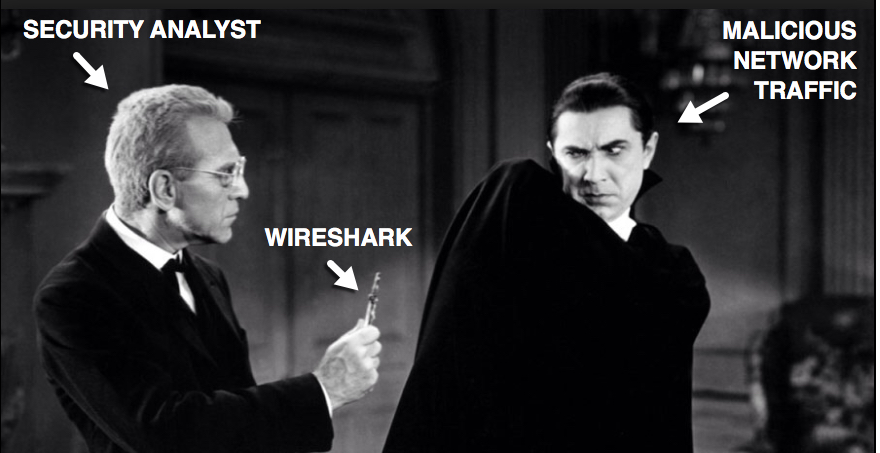 SECURITY ANALYST
MALICIOUS
NETWORK
TRAFFIC
WIRESHARK